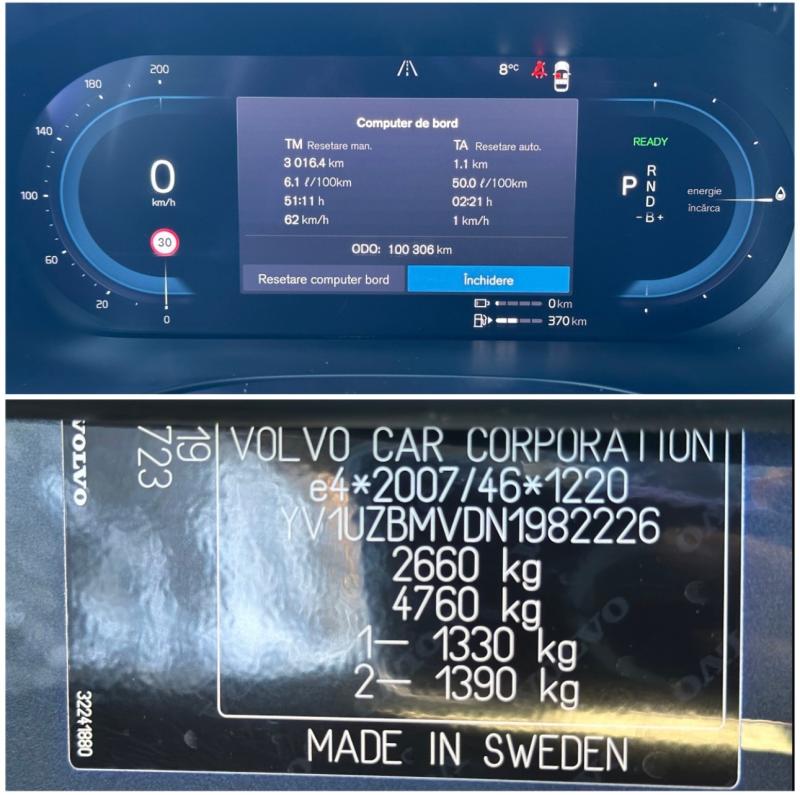 200
8°C
180
Computer de bord
TM Resetare man.
TA Resetare auto.
3 016.4 km
1.1 km
6.1 ℓ/100km
50.0 ℓ/100km
51:11 h
02:21 h
62 km/h
1 km/h
ODO: 100 306 km
Resetare computer bord
Închidere
140
100
60
20
0
0
km/h
30
READY
P
R
N
D
- B +
energie
încarca
0 km
370 km
VOLVO
19
723
VOLVO CAR CORPORATION
e4*2007/46*1220
YV1UZBMVDN1982226
2660 kg
4760 kg
1— 1330 kg
2— 1390 kg
32241880
MADE IN SWEDEN